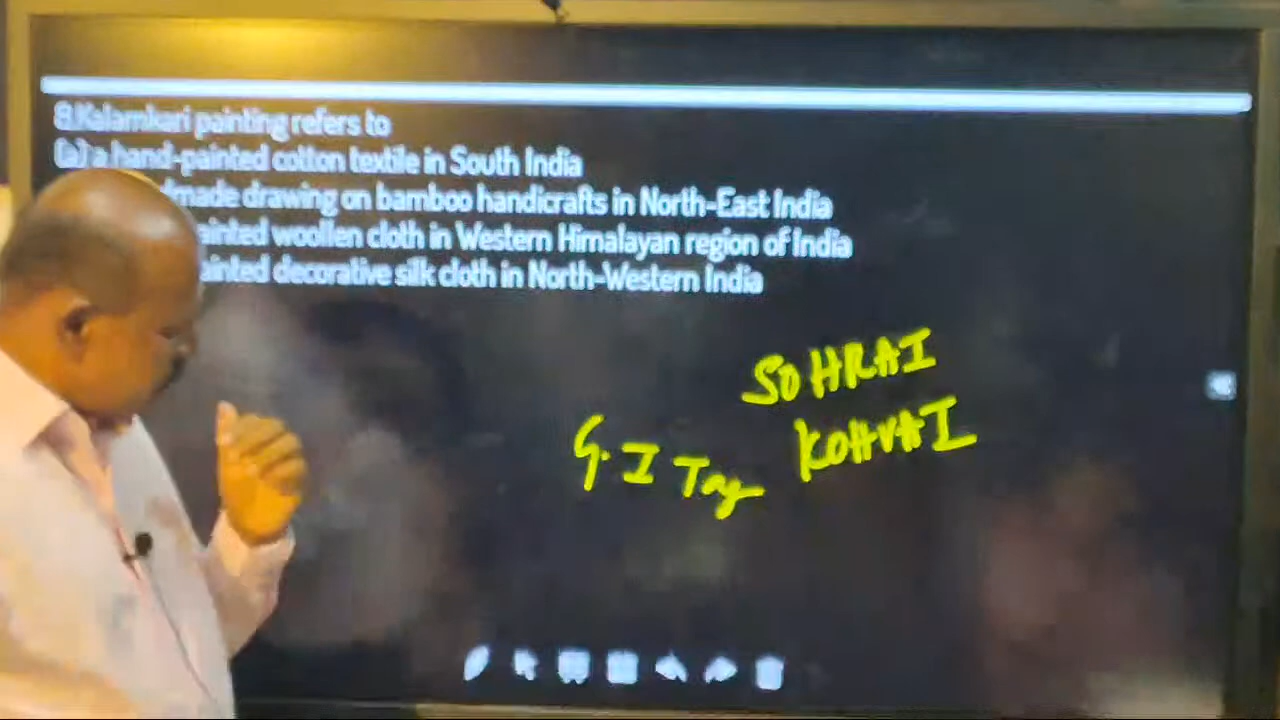 8.Kalamkari painting refers to
(a) a hand-painted cotton textile in South India
made drawing on bamboo handicrafts in North-East India
ainted woollen cloth in Western Himalayan region of India
ainted decorative silk cloth in North-Western India
SOHRAI
KOHVAI
G.I Tag